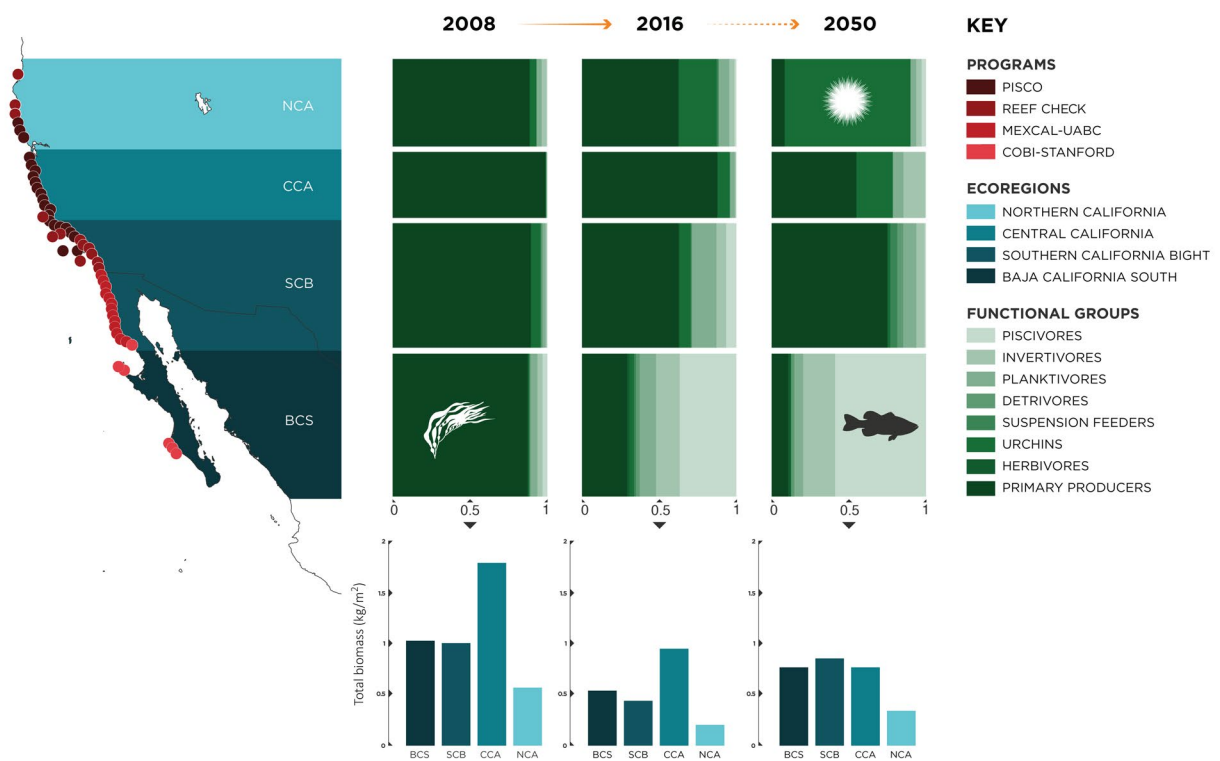 2008 2016 2050
KEY
PROGRAMS
PISCO
REEF CHECK
MEXCAL-UABC
COBI-STANFORD
ECOREGIONS
NORTHERN CALIFORNIA
CENTRAL CALIFORNIA
SOUTHERN CALIFORNIA BIGHT
BAJA CALIFORNIA SOUTH
FUNCTIONAL GROUPS
PISCIVORES
INVERTIVORES
PLANKTIVORES
DETRIVORES
SUSPENSION FEEDERS
URCHINS
HERBIVORES
PRIMARY PRODUCERS
NCA
CCA
SCB
BCS
0 0.5 1
0 0.5 1
0 0.5 1
Total biomass (kg/m²)
2
1.5
1
0.5
0
BCS SCB CCA NCA
2
1.5
1
0.5
0
BCS SCB CCA NCA
2
1.5
1
0.5
0
BCS SCB CCA NCA